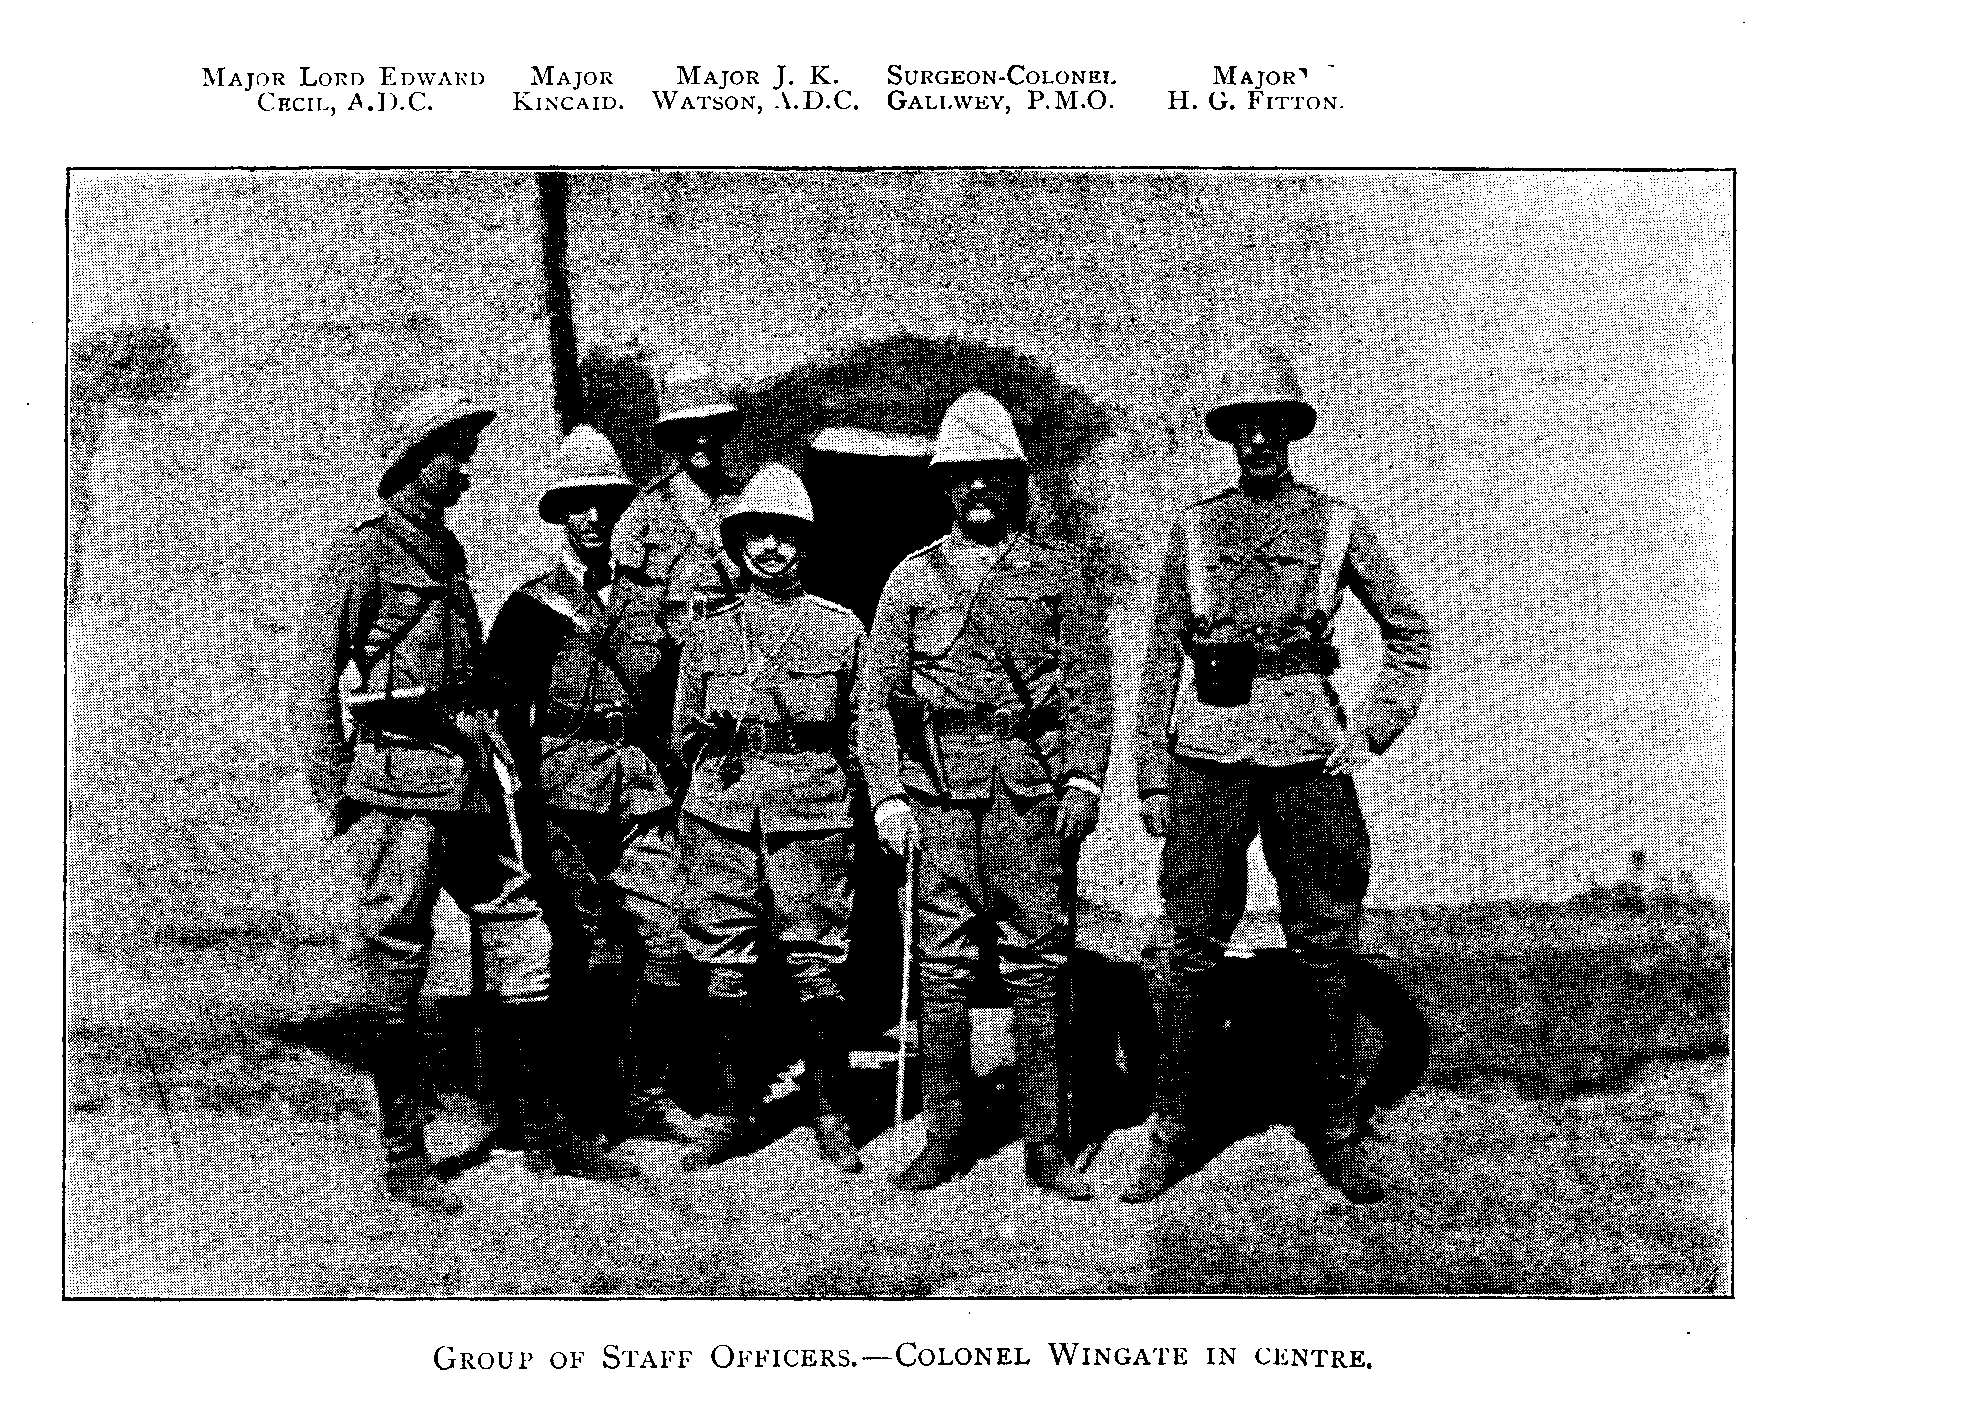 MAJOR LORD EDWARD MAJOR MAJOR J. K. SURGEON-COLONEL MAJOR
CECIL, A.D.C. KINCAID. WATSON, A.D.C. GALLWEY, P.M.O. H. G. FITTON.
GROUP OF STAFF OFFICERS.—COLONEL WINGATE IN CENTRE.